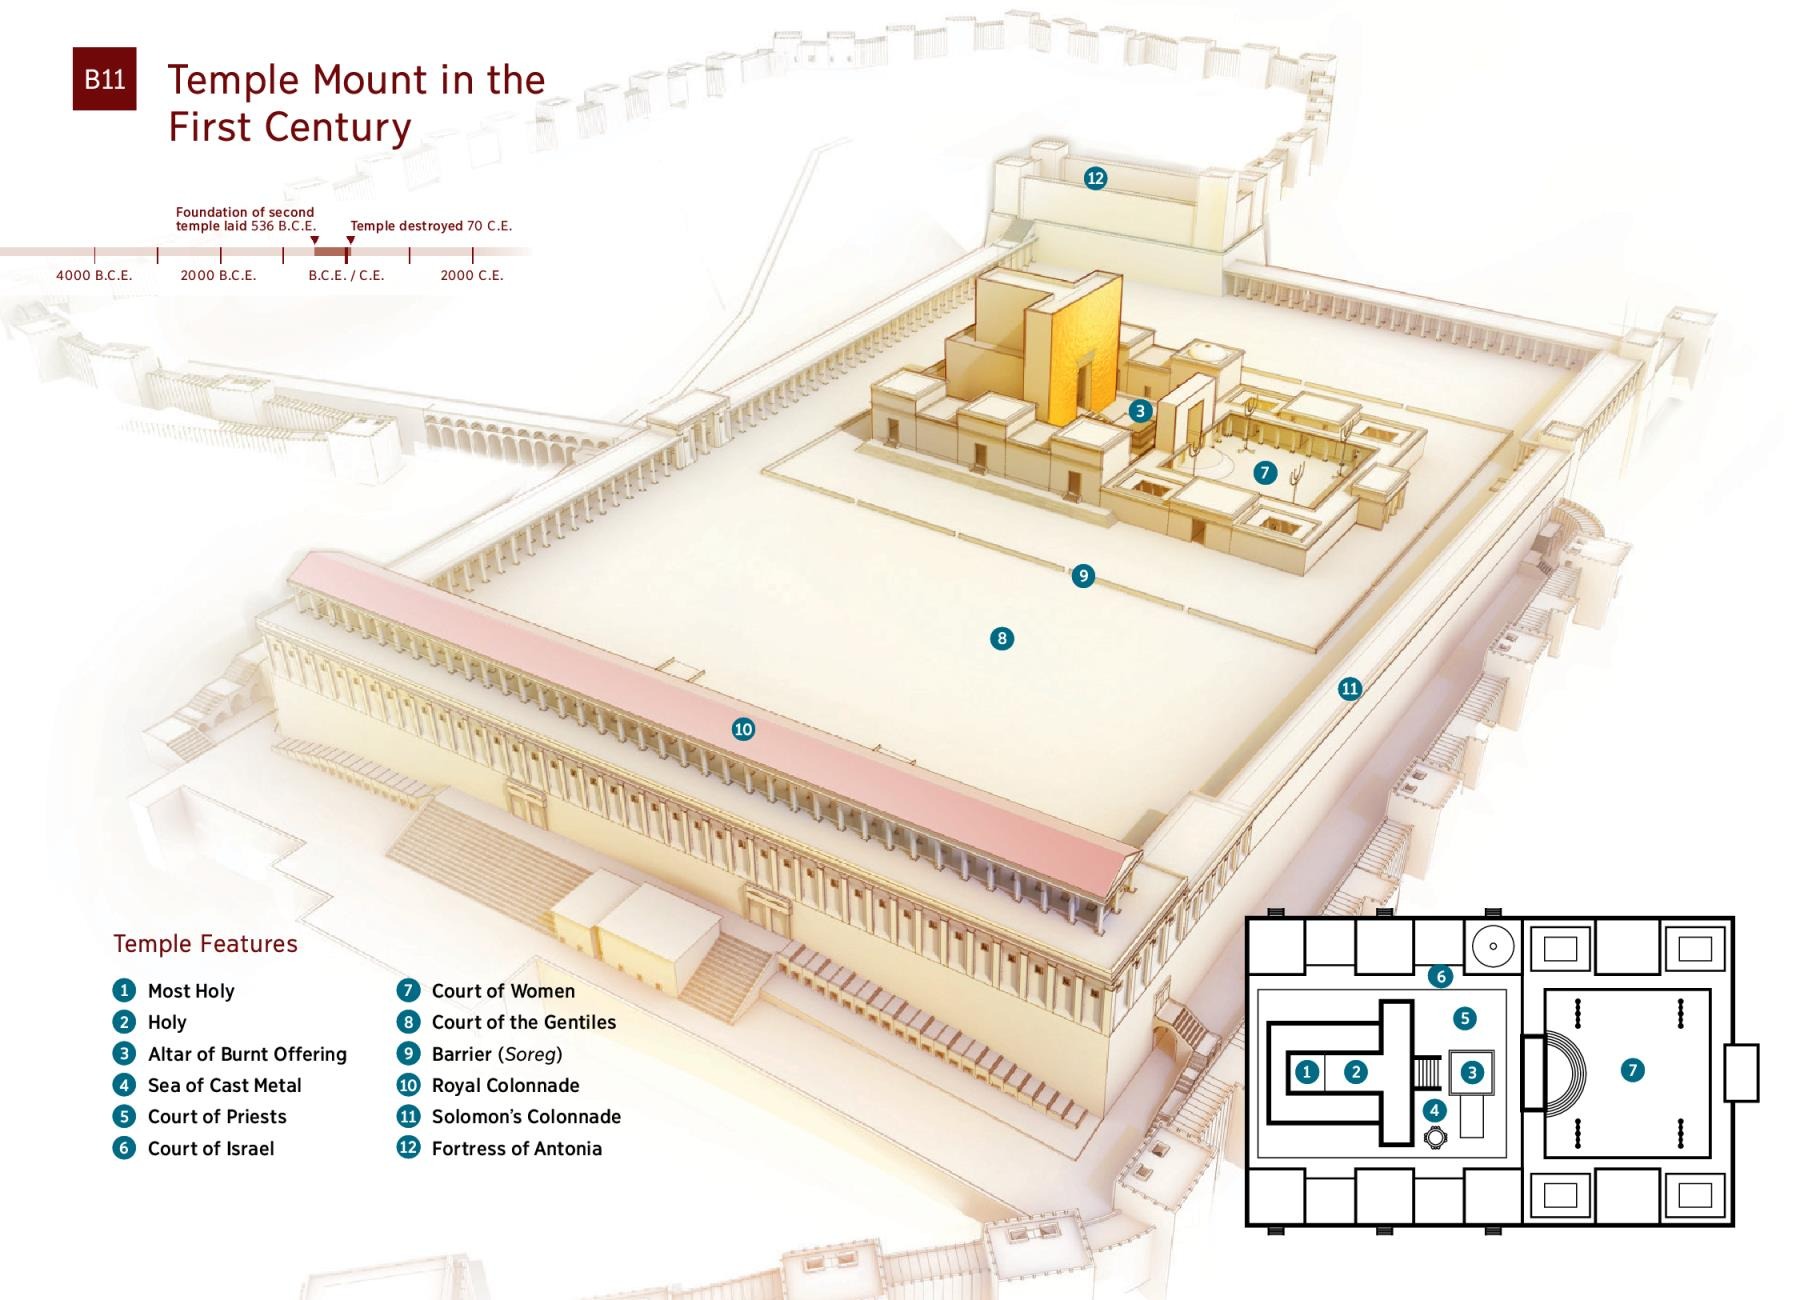 B11
Temple Mount in the
First Century
Foundation of second
temple laid 536 B.C.E.
Temple destroyed 70 C.E.
4000 B.C.E.
2000 B.C.E.
B.C.E. / C.E.
2000 C.E.
12
3
7
9
8
11
10
Temple Features
1 Most Holy
2 Holy
3 Altar of Burnt Offering
4 Sea of Cast Metal
5 Court of Priests
6 Court of Israel
7 Court of Women
8 Court of the Gentiles
9 Barrier (Soreg)
10 Royal Colonnade
11 Solomon’s Colonnade
12 Fortress of Antonia
6
5
1 2 3 7
4